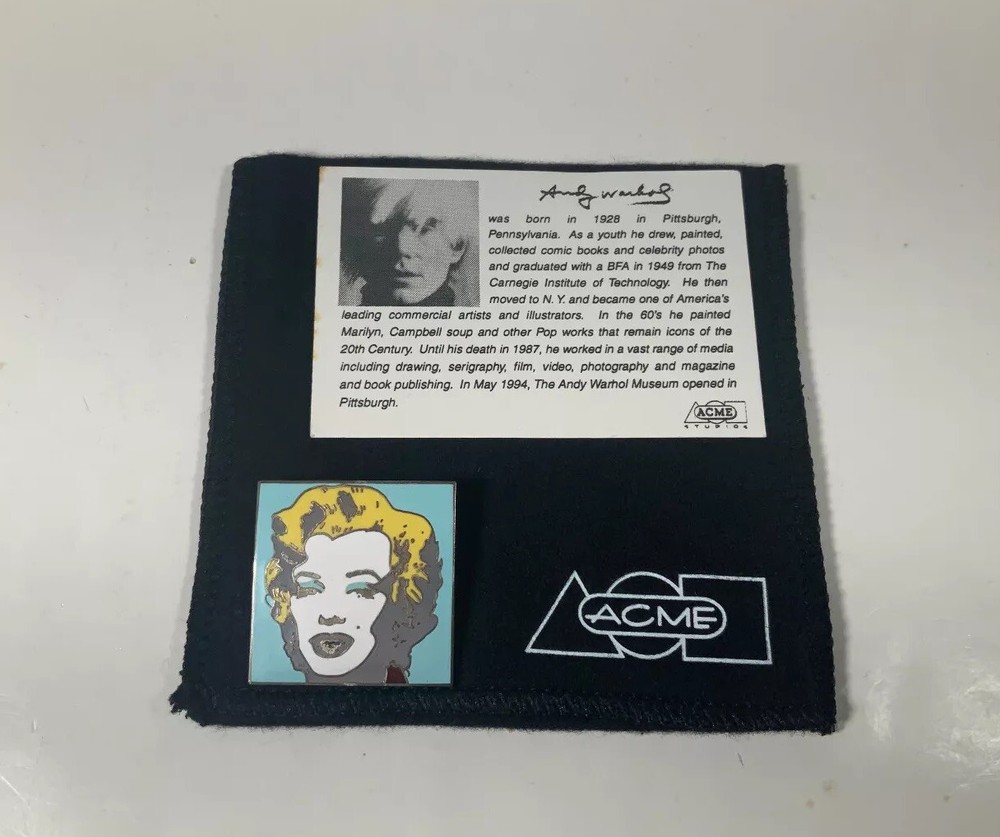 Andy Warhol
was born in 1928 in Pittsburgh,
Pennsylvania. As a youth he drew, painted,
collected comic books and celebrity photos
and graduated with a BFA in 1949 from The
Carnegie Institute of Technology. He then
moved to N. Y. and became one of America's
leading commercial artists and illustrators. In the 60's he painted
Marilyn, Campbell soup and other Pop works that remain icons of the
20th Century. Until his death in 1987, he worked in a vast range of media
including drawing, serigraphy, film, video, photography and magazine
and book publishing. In May 1994, The Andy Warhol Museum opened in
Pittsburgh.
ACME
STUDIOS
ACME